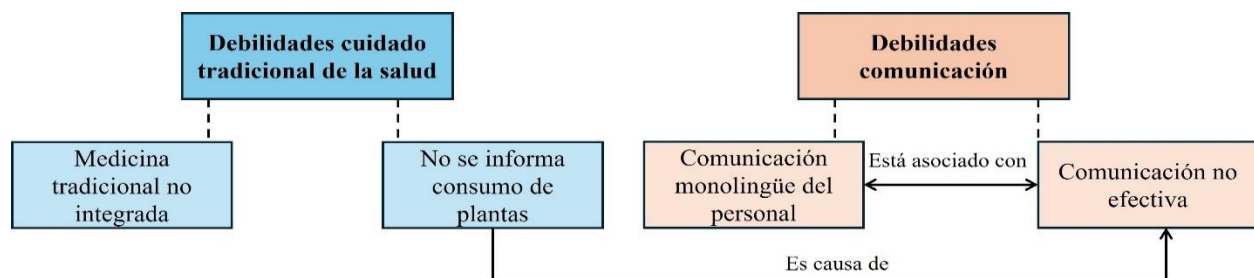 Debilidades cuidado
tradicional de la salud
Debilidades
comunicación
Medicina
tradicional no
integrada
No se informa
consumo de
plantas
Comunicación
monolingüe del
personal
Está asociado con
Comunicación no
efectiva
Es causa de